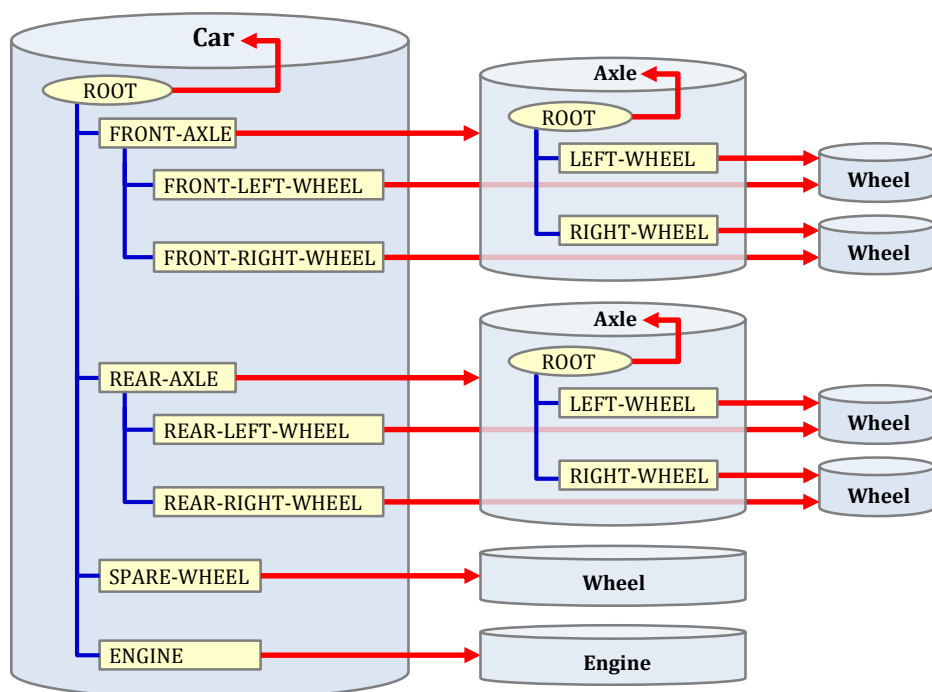 Car
ROOT
FRONT-AXLE
FRONT-LEFT-WHEEL
FRONT-RIGHT-WHEEL
REAR-AXLE
REAR-LEFT-WHEEL
REAR-RIGHT-WHEEL
SPARE-WHEEL
ENGINE
Axle
ROOT
LEFT-WHEEL
RIGHT-WHEEL
Wheel
Wheel
Axle
ROOT
LEFT-WHEEL
RIGHT-WHEEL
Wheel
Wheel
Wheel
Engine